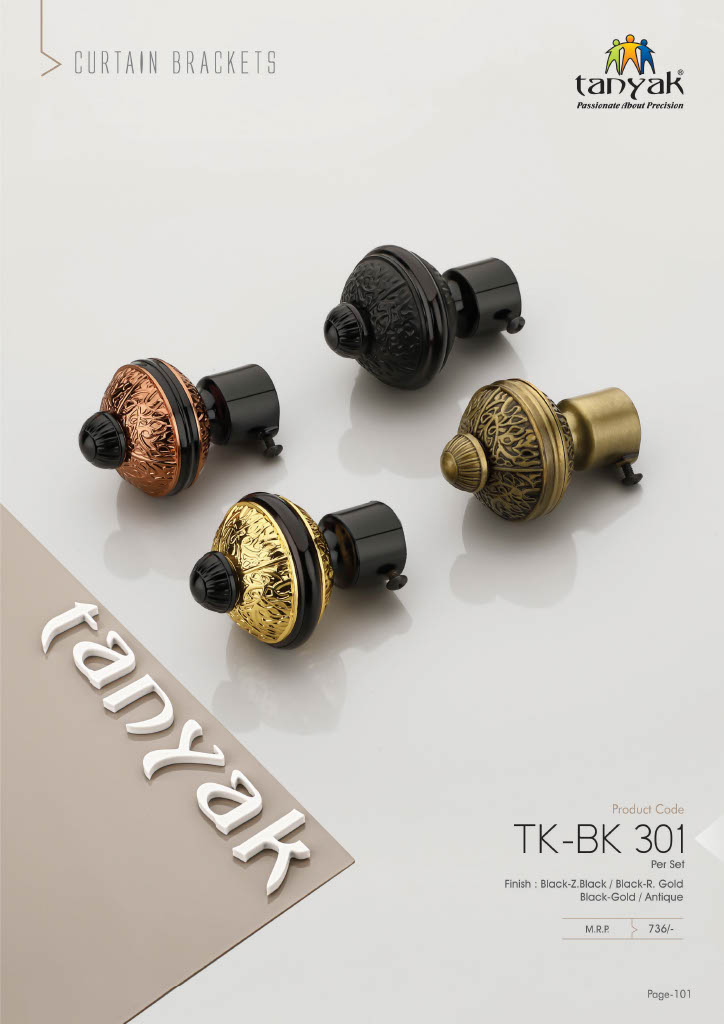 CURTAIN BRACKETS
tanyak®
Passionate About Precision
tanyak
Product Code
TK-BK 301
Per Set
Finish : Black-Z.Black / Black-R. Gold
Black-Gold / Antique
M.R.P. 736/-
Page-101